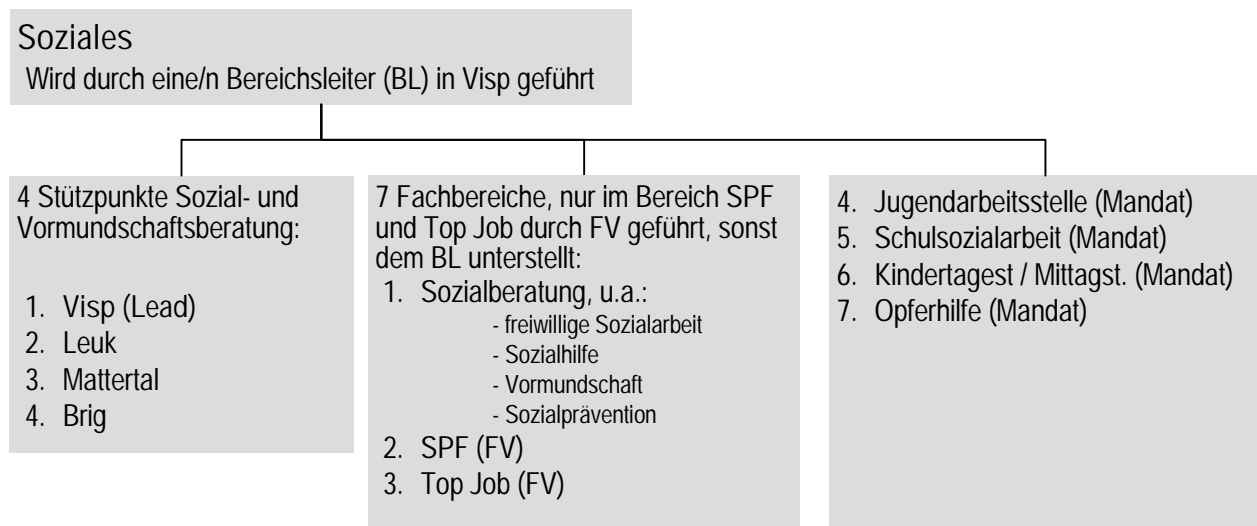 Soziales
Wird durch eine/n Bereichsleiter (BL) in Visp geführt
4 Stützpunkte Sozial- und
Vormundschaftsberatung:
1. Visp (Lead)
2. Leuk
3. Mattertal
4. Brig
7 Fachbereiche, nur im Bereich SPF
und Top Job durch FV geführt, sonst
dem BL unterstellt:
1. Sozialberatung, u.a.:
- freiwillige Sozialarbeit
- Sozialhilfe
- Vormundschaft
- Sozialprävention
2. SPF (FV)
3. Top Job (FV)
4. Jugendarbeitsstelle (Mandat)
5. Schulsozialarbeit (Mandat)
6. Kindertagest / Mittagst. (Mandat)
7. Opferhilfe (Mandat)